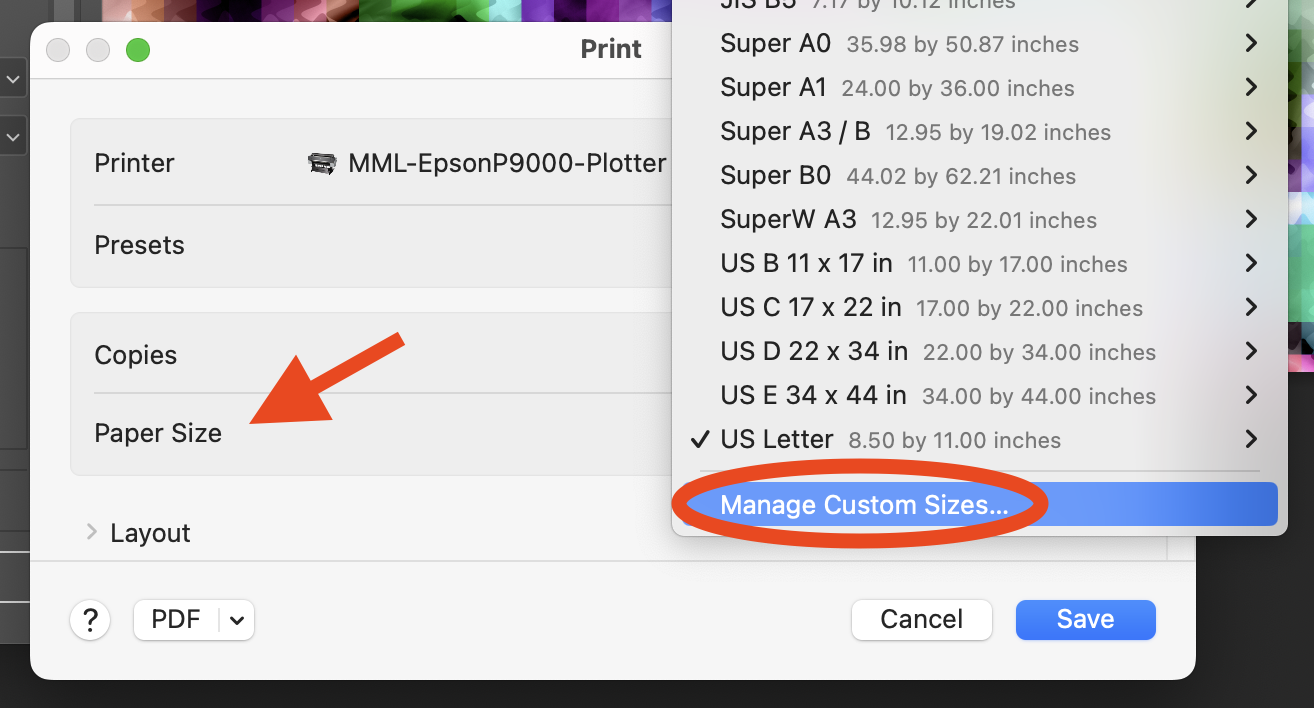 Print
Printer
MML-EpsonP9000-Plotter
Presets
Copies
Paper Size
Layout
JIS B5 7.17 by 10.12 inches
Super A0 35.98 by 50.87 inches
Super A1 24.00 by 36.00 inches
Super A3 / B 12.95 by 19.02 inches
Super B0 44.02 by 62.21 inches
SuperW A3 12.95 by 22.01 inches
US B 11 x 17 in 11.00 by 17.00 inches
US C 17 x 22 in 17.00 by 22.00 inches
US D 22 x 34 in 22.00 by 34.00 inches
US E 34 x 44 in 34.00 by 44.00 inches
US Letter 8.50 by 11.00 inches
Manage Custom Sizes...
? PDF Cancel Save